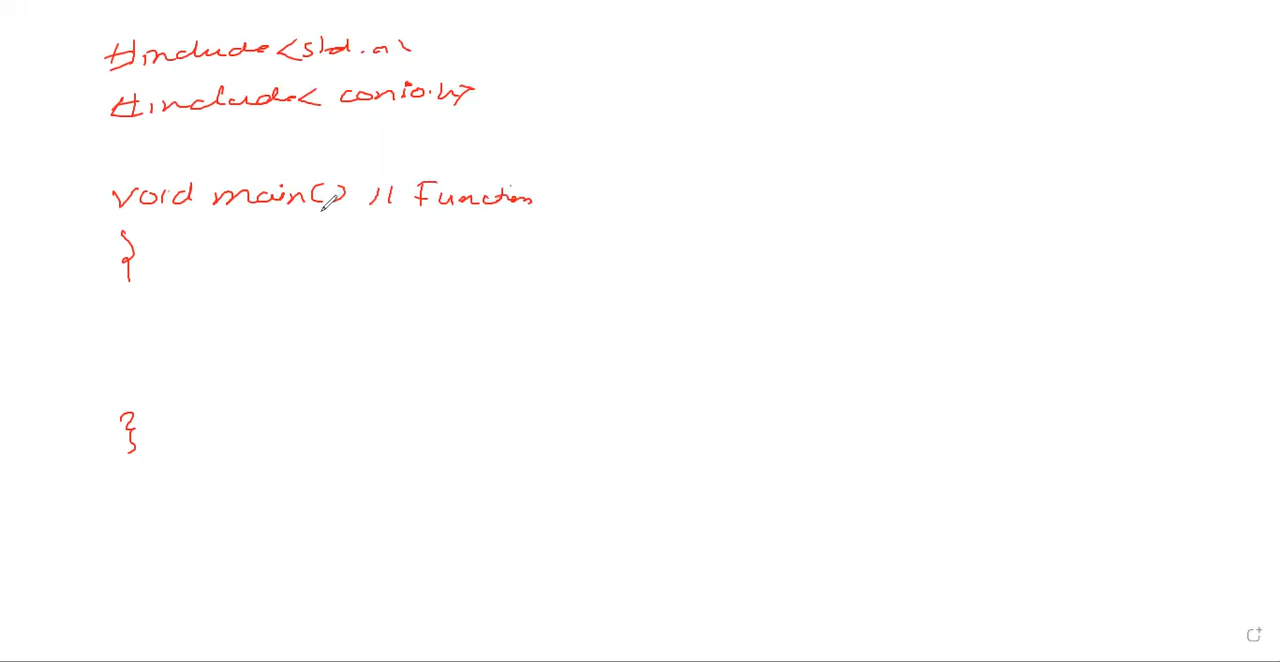 #include<std.n>
#include< conio.h>
void main() // Function
{
}